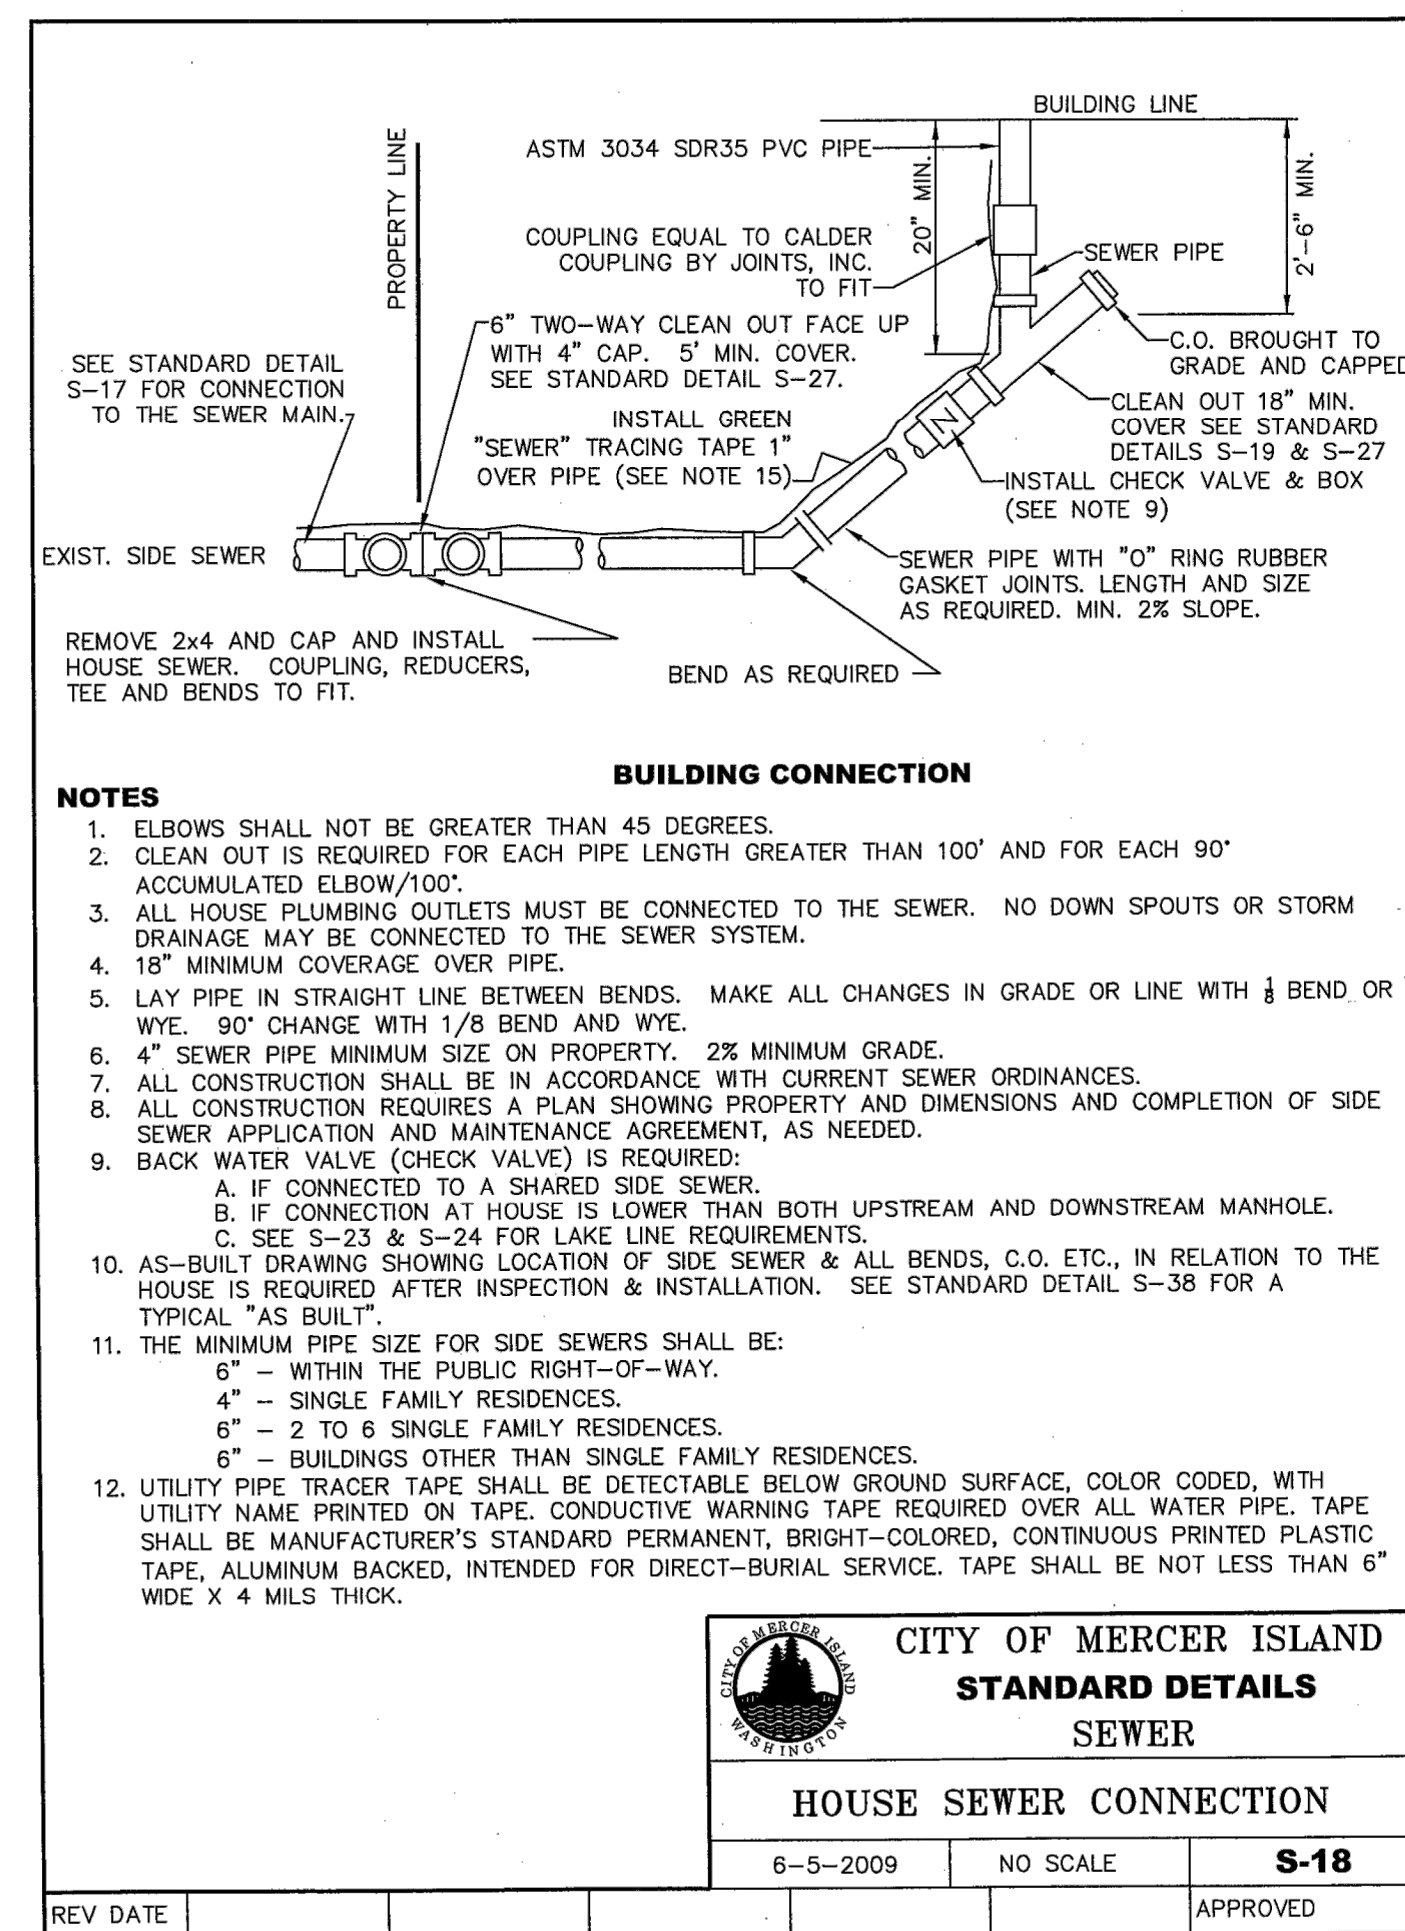 BUILDING LINE
PROPERTY LINE
ASTM 3034 SDR35 PVC PIPE
20" MIN.
2'-6" MIN.
COUPLING EQUAL TO CALDER
COUPLING BY JOINTS, INC.
TO FIT
SEWER PIPE
6" TWO-WAY CLEAN OUT FACE UP
WITH 4" CAP. 5' MIN. COVER.
SEE STANDARD DETAIL S-27.
C.O. BROUGHT TO
GRADE AND CAPPED
SEE STANDARD DETAIL
S-17 FOR CONNECTION
TO THE SEWER MAIN.
INSTALL GREEN
"SEWER" TRACING TAPE 1"
OVER PIPE (SEE NOTE 15)
CLEAN OUT 18" MIN.
COVER SEE STANDARD
DETAILS S-19 & S-27
N
INSTALL CHECK VALVE & BOX
(SEE NOTE 9)
EXIST. SIDE SEWER
SEWER PIPE WITH "O" RING RUBBER
GASKET JOINTS. LENGTH AND SIZE
AS REQUIRED. MIN. 2% SLOPE.
REMOVE 2x4 AND CAP AND INSTALL
HOUSE SEWER. COUPLING, REDUCERS,
TEE AND BENDS TO FIT.
BEND AS REQUIRED
BUILDING CONNECTION
NOTES
1. ELBOWS SHALL NOT BE GREATER THAN 45 DEGREES.
2. CLEAN OUT IS REQUIRED FOR EACH PIPE LENGTH GREATER THAN 100' AND FOR EACH 90°
ACCUMULATED ELBOW/100°.
3. ALL HOUSE PLUMBING OUTLETS MUST BE CONNECTED TO THE SEWER. NO DOWN SPOUTS OR STORM
DRAINAGE MAY BE CONNECTED TO THE SEWER SYSTEM.
4. 18" MINIMUM COVERAGE OVER PIPE.
5. LAY PIPE IN STRAIGHT LINE BETWEEN BENDS. MAKE ALL CHANGES IN GRADE OR LINE WITH 1/8 BEND OR
WYE. 90° CHANGE WITH 1/8 BEND AND WYE.
6. 4" SEWER PIPE MINIMUM SIZE ON PROPERTY. 2% MINIMUM GRADE.
7. ALL CONSTRUCTION SHALL BE IN ACCORDANCE WITH CURRENT SEWER ORDINANCES.
8. ALL CONSTRUCTION REQUIRES A PLAN SHOWING PROPERTY AND DIMENSIONS AND COMPLETION OF SIDE
SEWER APPLICATION AND MAINTENANCE AGREEMENT, AS NEEDED.
9. BACK WATER VALVE (CHECK VALVE) IS REQUIRED:
A. IF CONNECTED TO A SHARED SIDE SEWER.
B. IF CONNECTION AT HOUSE IS LOWER THAN BOTH UPSTREAM AND DOWNSTREAM MANHOLE.
C. SEE S-23 & S-24 FOR LAKE LINE REQUIREMENTS.
10. AS-BUILT DRAWING SHOWING LOCATION OF SIDE SEWER & ALL BENDS, C.O. ETC., IN RELATION TO THE
HOUSE IS REQUIRED AFTER INSPECTION & INSTALLATION. SEE STANDARD DETAIL S-38 FOR A
TYPICAL "AS BUILT".
11. THE MINIMUM PIPE SIZE FOR SIDE SEWERS SHALL BE:
6" - WITHIN THE PUBLIC RIGHT-OF-WAY.
4" - SINGLE FAMILY RESIDENCES.
6" - 2 TO 6 SINGLE FAMILY RESIDENCES.
6" - BUILDINGS OTHER THAN SINGLE FAMILY RESIDENCES.
12. UTILITY PIPE TRACER TAPE SHALL BE DETECTABLE BELOW GROUND SURFACE, COLOR CODED, WITH
UTILITY NAME PRINTED ON TAPE. CONDUCTIVE WARNING TAPE REQUIRED OVER ALL WATER PIPE. TAPE
SHALL BE MANUFACTURER'S STANDARD PERMANENT, BRIGHT-COLORED, CONTINUOUS PRINTED PLASTIC
TAPE, ALUMINUM BACKED, INTENDED FOR DIRECT-BURIAL SERVICE. TAPE SHALL BE NOT LESS THAN 6"
WIDE X 4 MILS THICK.
CITY OF MERCER ISLAND
WASHINGTON
CITY OF MERCER ISLAND
STANDARD DETAILS
SEWER
HOUSE SEWER CONNECTION
6-5-2009
NO SCALE
S-18
REV DATE
APPROVED